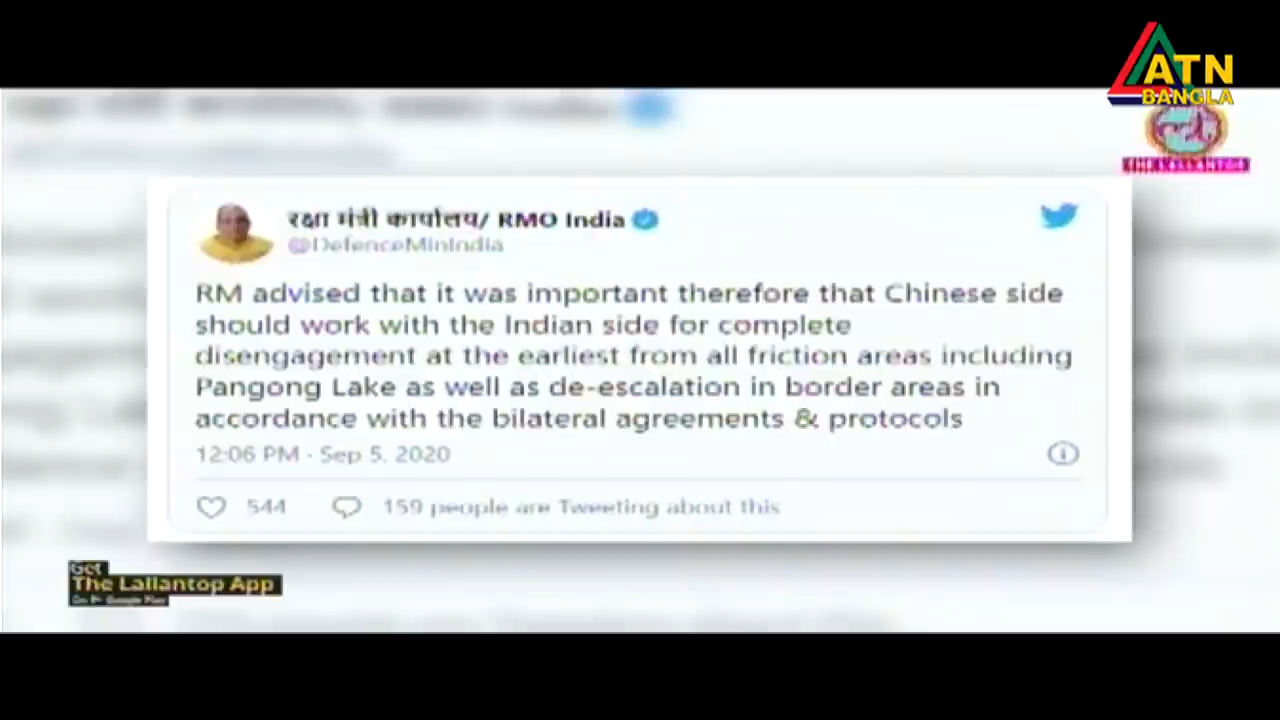 ATN
BANGLA
THE LALLANTOP
रक्षा मंत्री कार्यालय/ RMO India
@DefenceMinIndia
RM advised that it was important therefore that Chinese side
should work with the Indian side for complete
disengagement at the earliest from all friction areas including
Pangong Lake as well as de-escalation in border areas in
accordance with the bilateral agreements & protocols
12:06 PM · Sep 5, 2020
544 159 people are Tweeting about this
Get
The Lallantop App